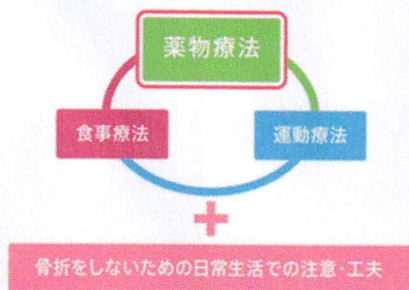 薬物療法
食事療法
運動療法
+
骨折をしないための日常生活での注意・工夫